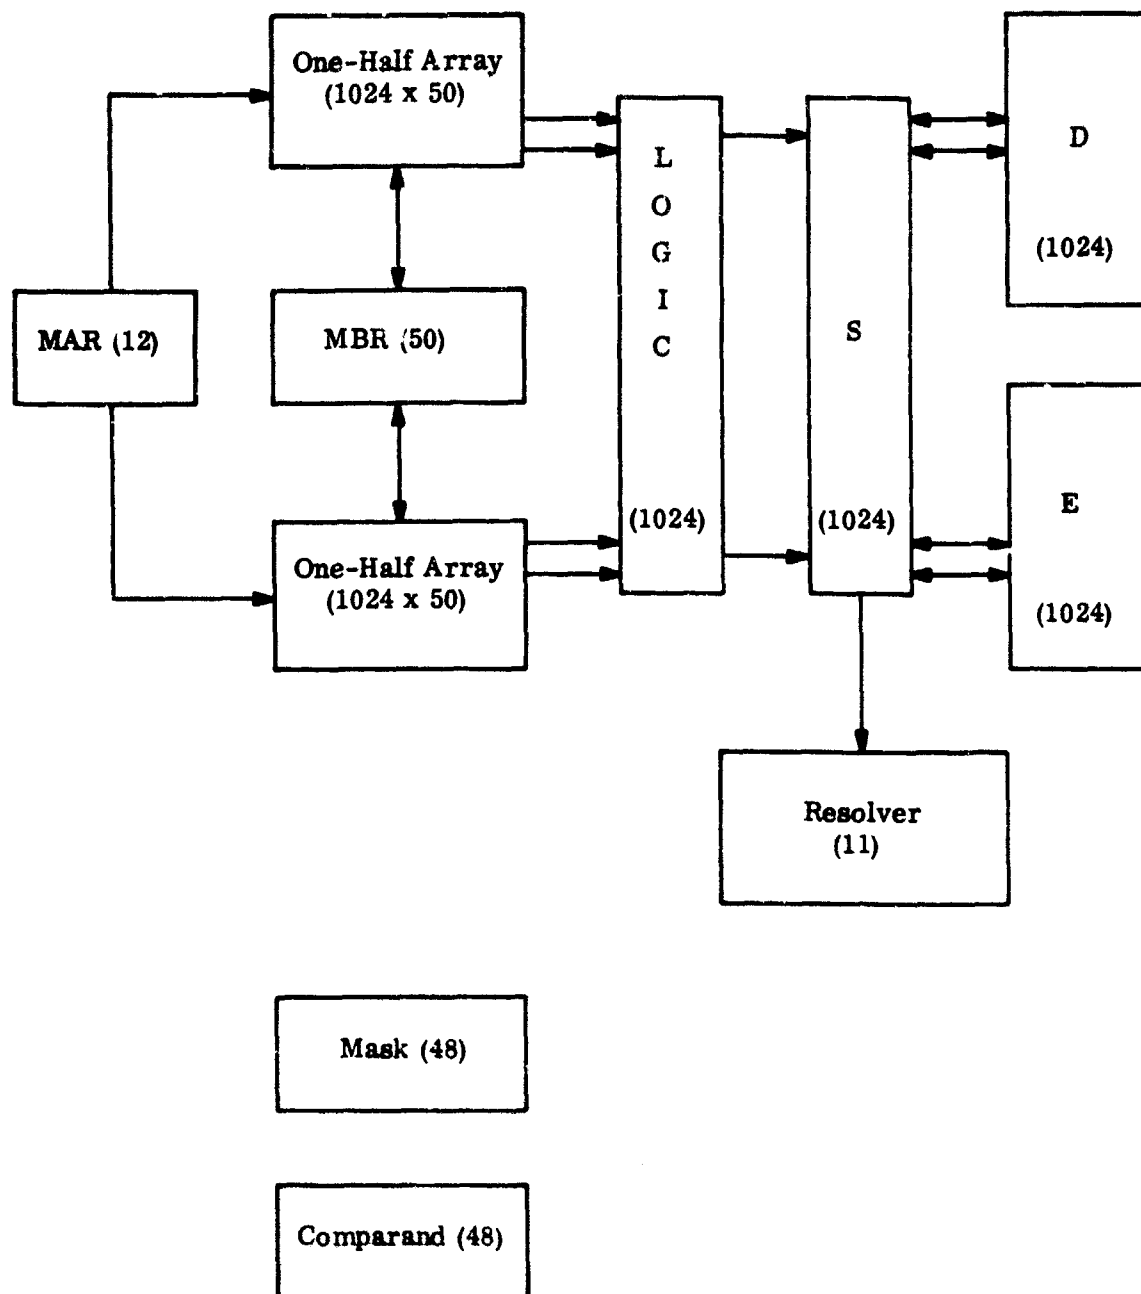 One-Half Array
(1024 x 50)
MAR (12)
MBR (50)
One-Half Array
(1024 x 50)
L
O
G
I
C
(1024)
S
(1024)
D
(1024)
E
(1024)
Resolver
(11)
Mask (48)
Comparand (48)